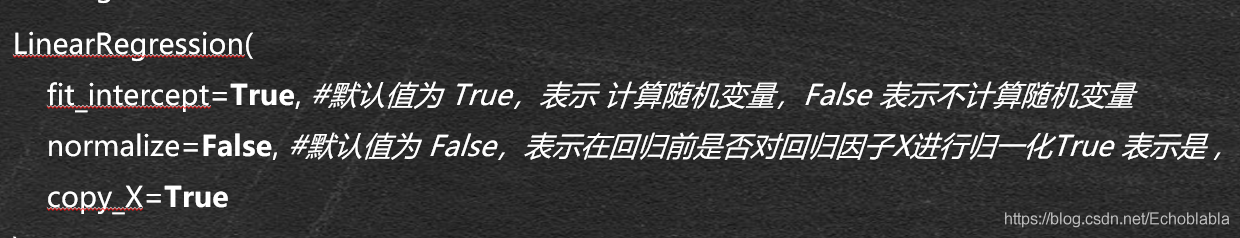 LinearRegression(
fit_intercept=True, #默认值为 True，表示 计算随机变量，False 表示不计算随机变量
normalize=False, #默认值为 False，表示在回归前是否对回归因子X进行归一化True 表示是 ,
copy_X=True
https://blog.csdn.net/Echoblabla